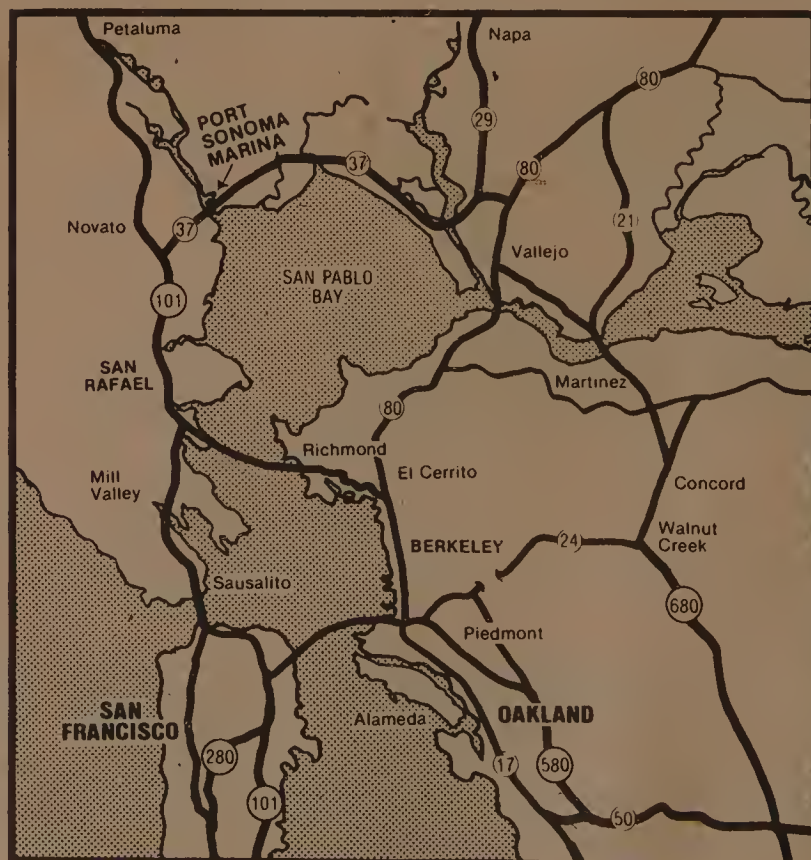 Petaluma
Napa
80
PORT
SONOMA
MARINA
29
37
80
Novato
37
21
Vallejo
SAN PABLO
BAY
101
SAN
RAFAEL
Martinez
80
Richmond
El Cerrito
Mill
Valley
Concord
BERKELEY
24
Walnut
Creek
Sausalito
680
Piedmont
SAN
FRANCISCO
Alameda
OAKLAND
280
17
580
101
50